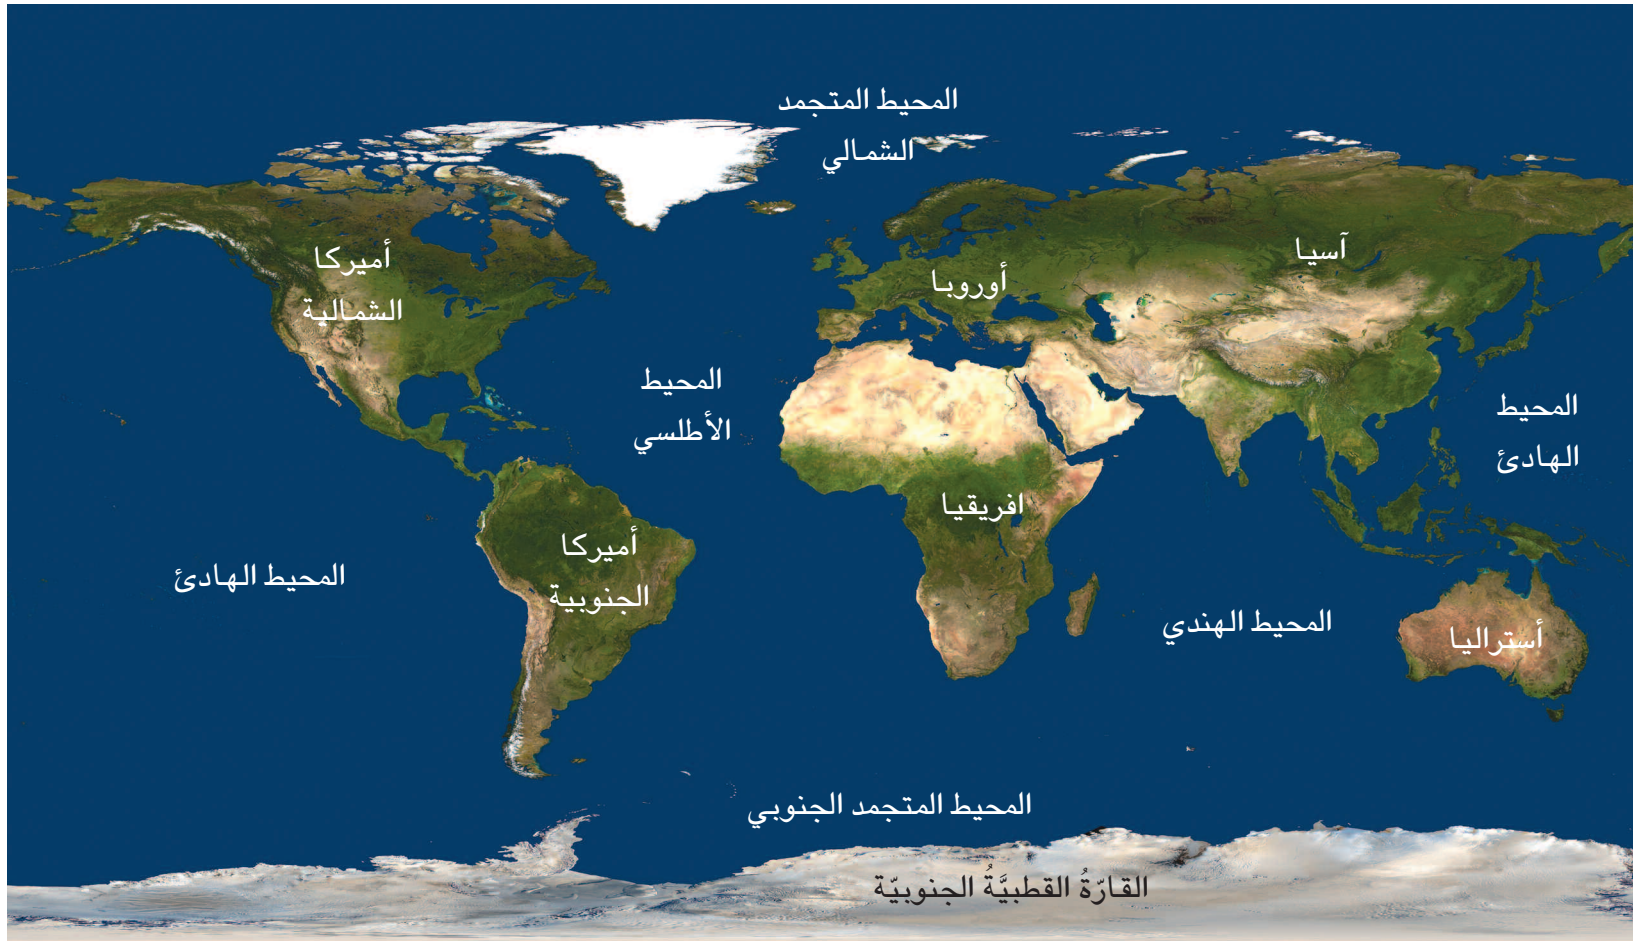 المحيط المتجمد
الشمالي
آسيا
أوروبا
أميركا
الشمالية
المحيط
الأطلسي
المحيط
الهادئ
افريقيا
أميركا
الجنوبية
المحيط الهادئ
المحيط الهندي
أستراليا
المحيط المتجمد الجنوبي
القارّةُ القطبيَّةُ الجنوبيّة